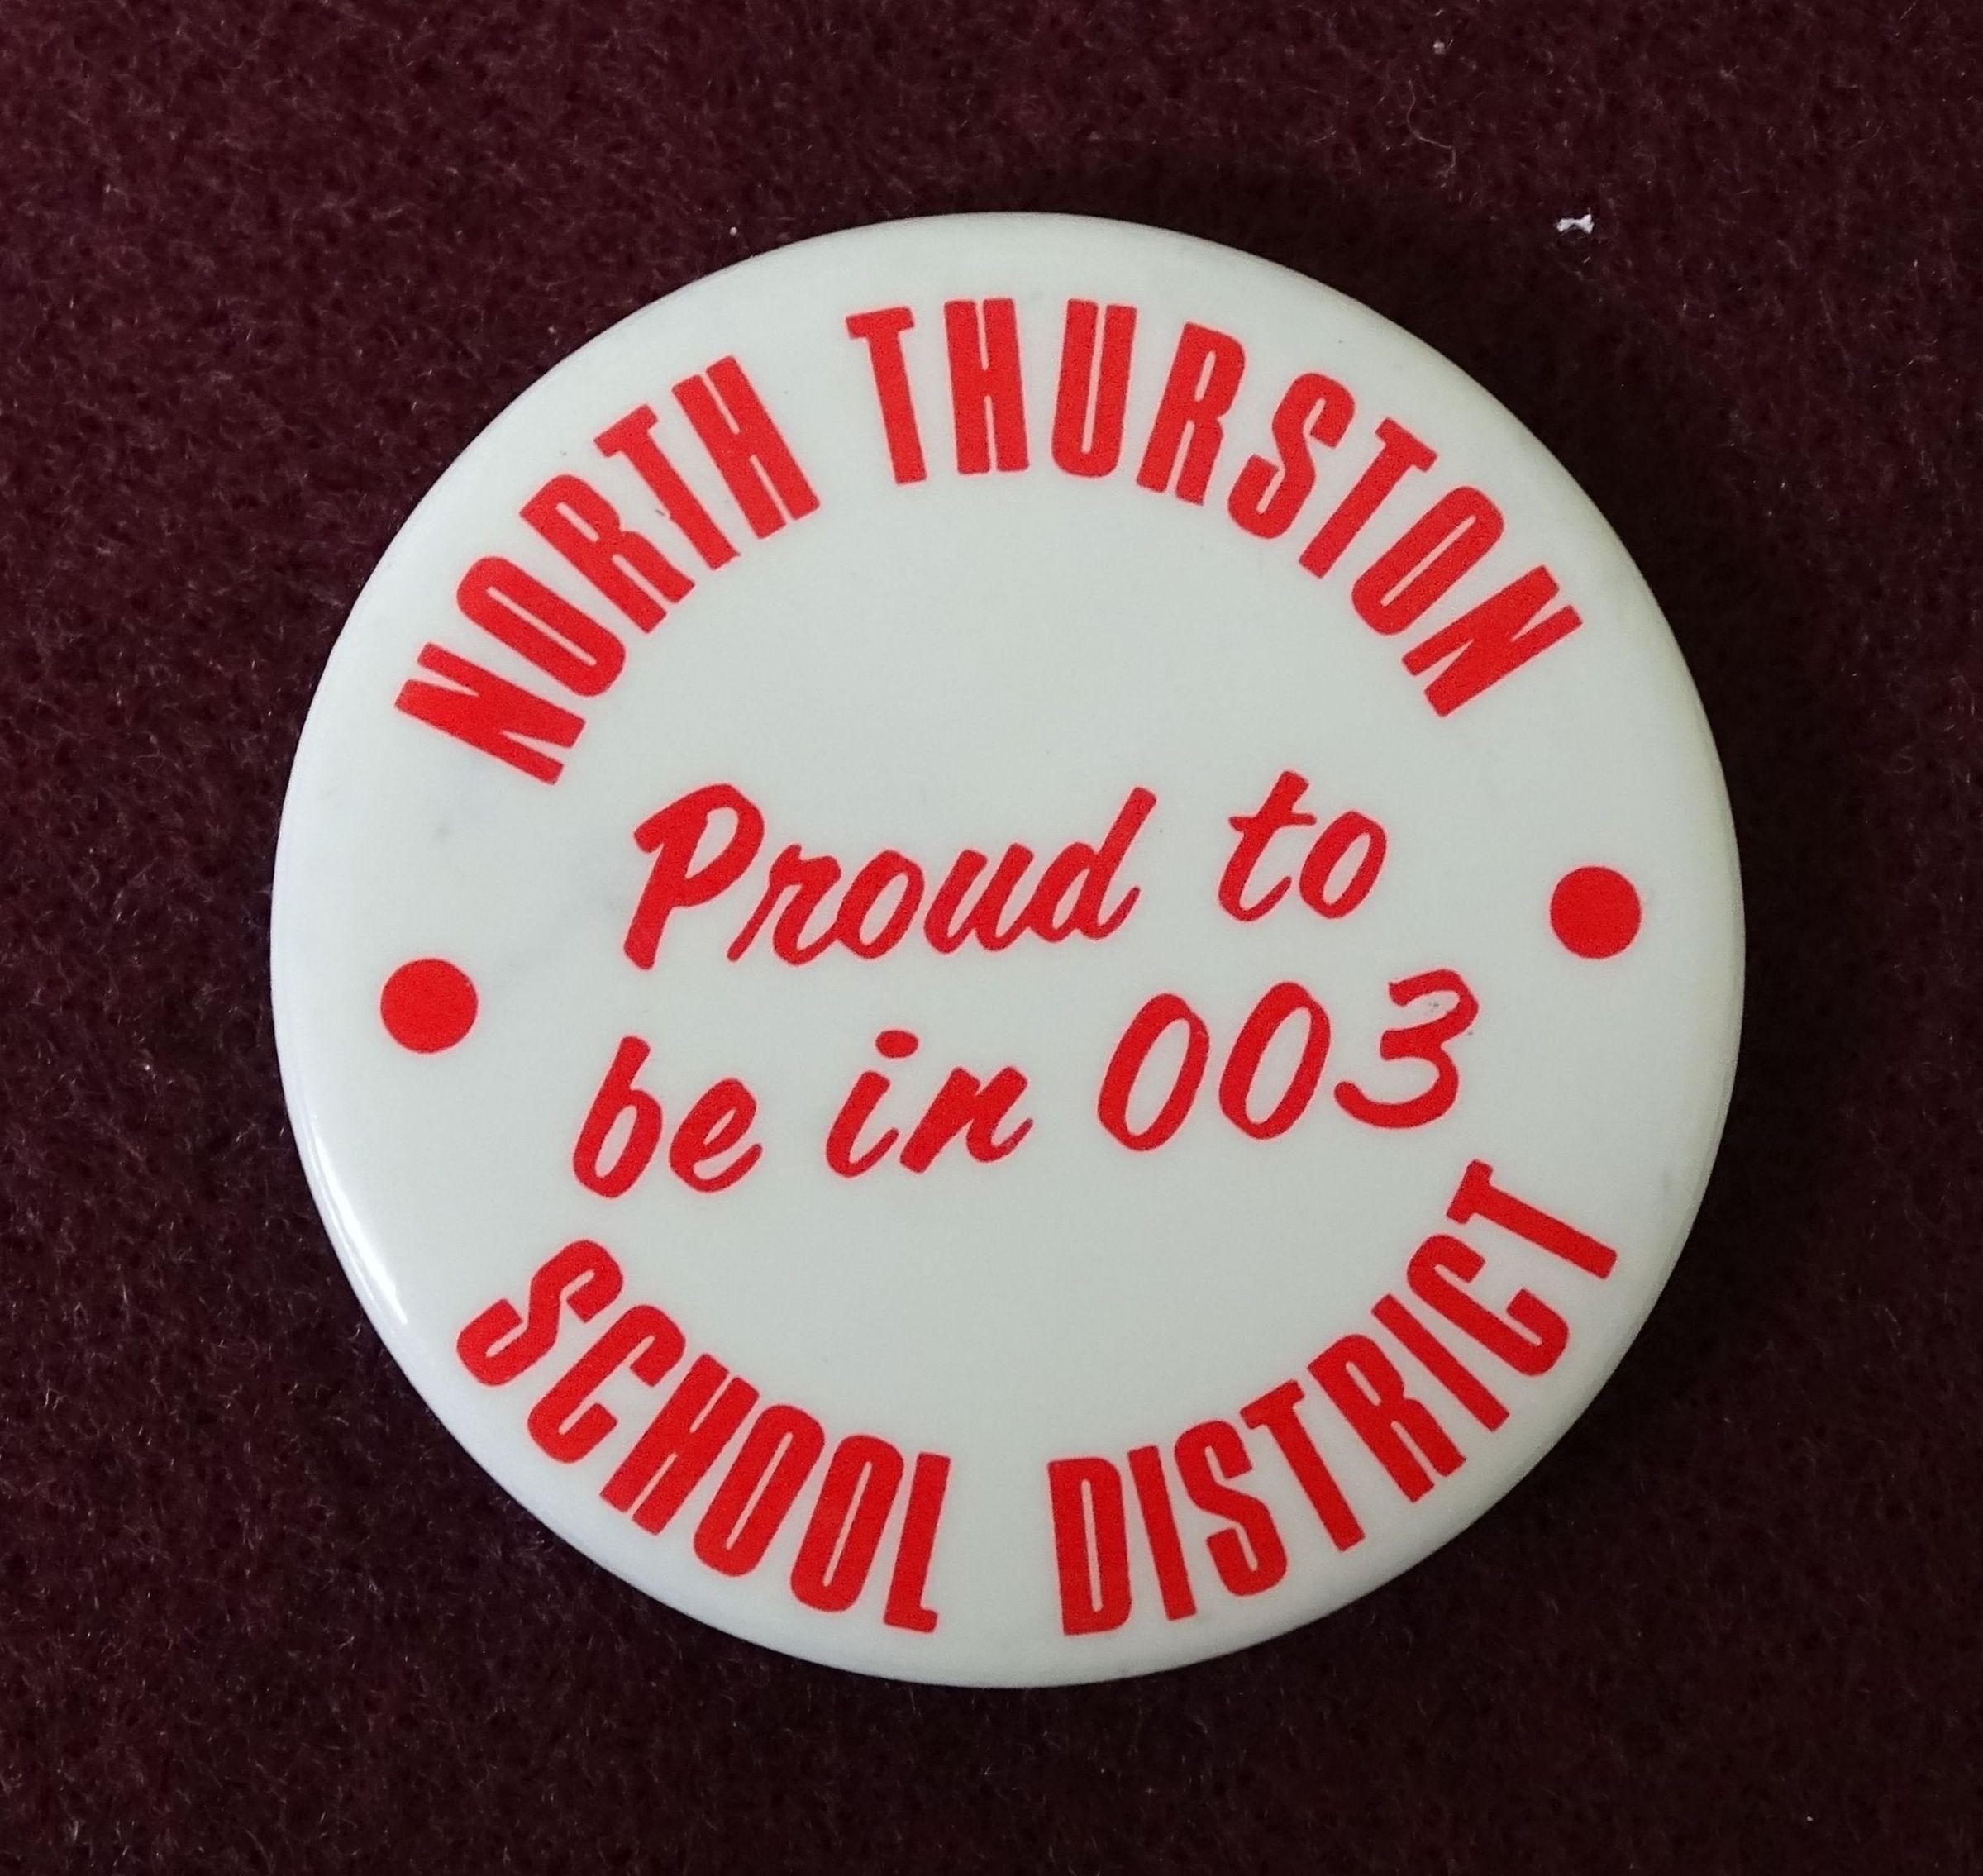 NORTH THURSTON
Proud to
be in 003
SCHOOL DISTRICT